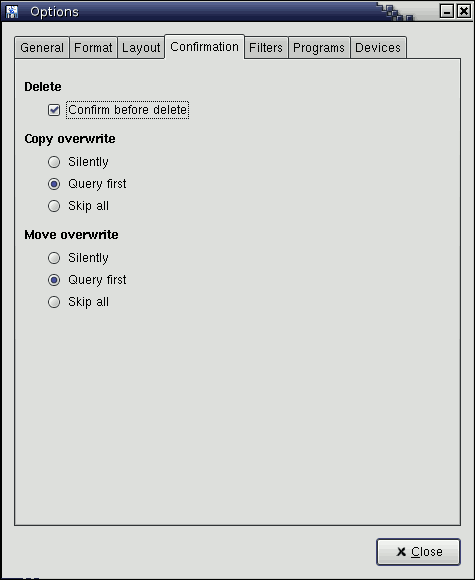 Options
General Format Layout Confirmation Filters Programs Devices
Delete
Confirm before delete
Copy overwrite
Silently
Query first
Skip all
Move overwrite
Silently
Query first
Skip all
Close